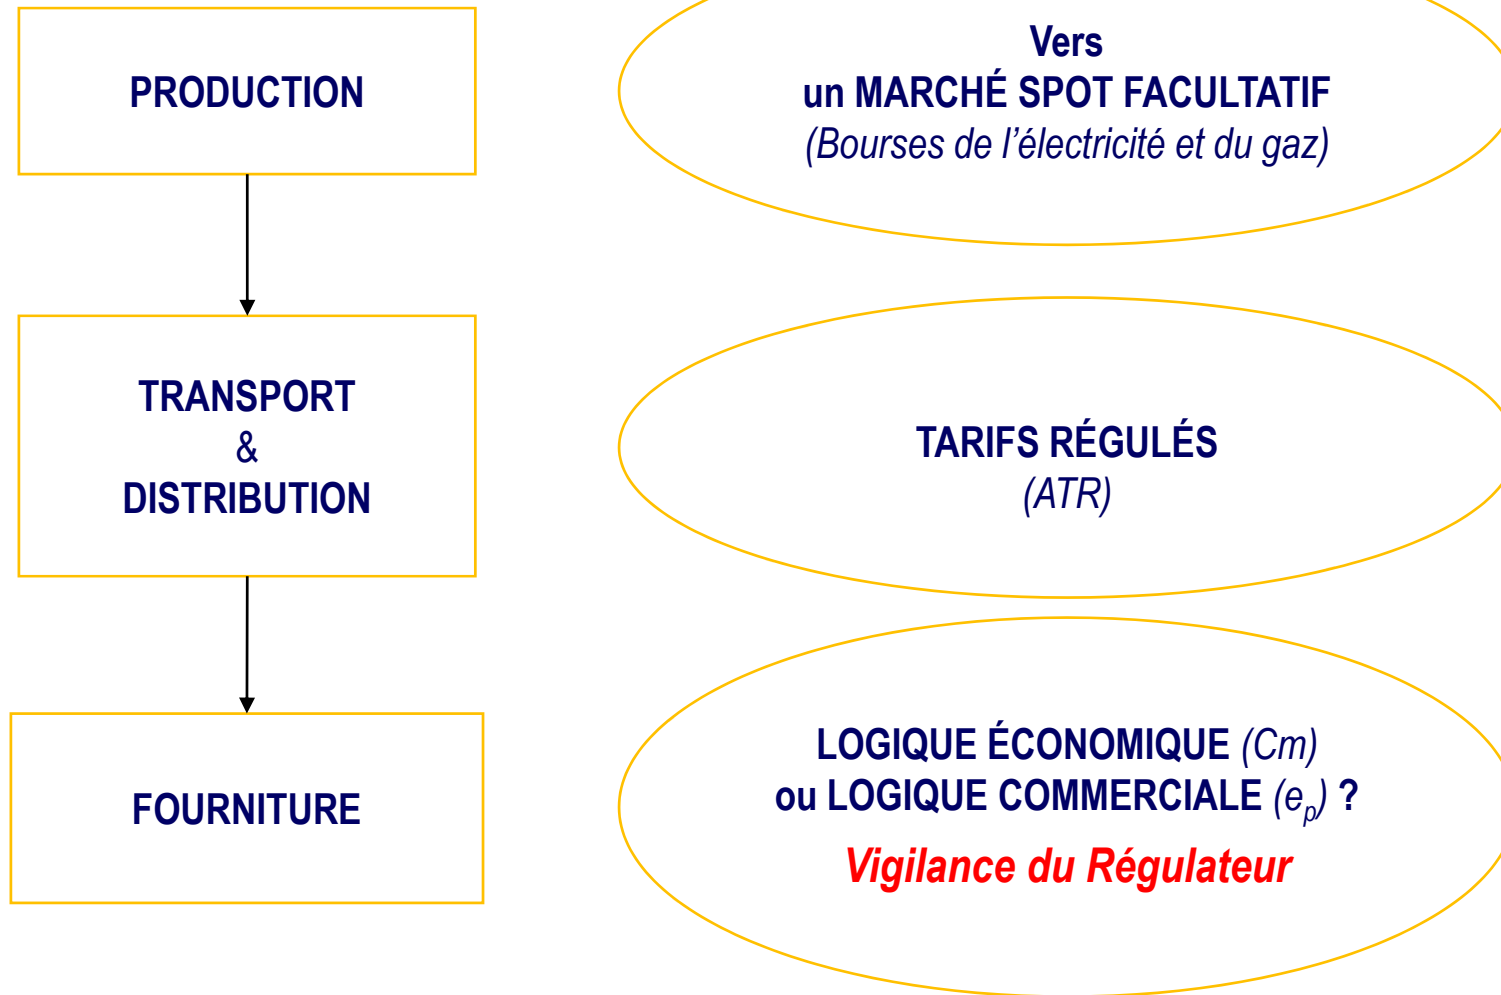 PRODUCTION
Vers
un MARCHÉ SPOT FACULTATIF
(Bourses de l’électricité et du gaz)
TRANSPORT
&
DISTRIBUTION
TARIFS RÉGULÉS
(ATR)
FOURNITURE
LOGIQUE ÉCONOMIQUE (Cm)
ou LOGIQUE COMMERCIALE (ep) ?
Vigilance du Régulateur